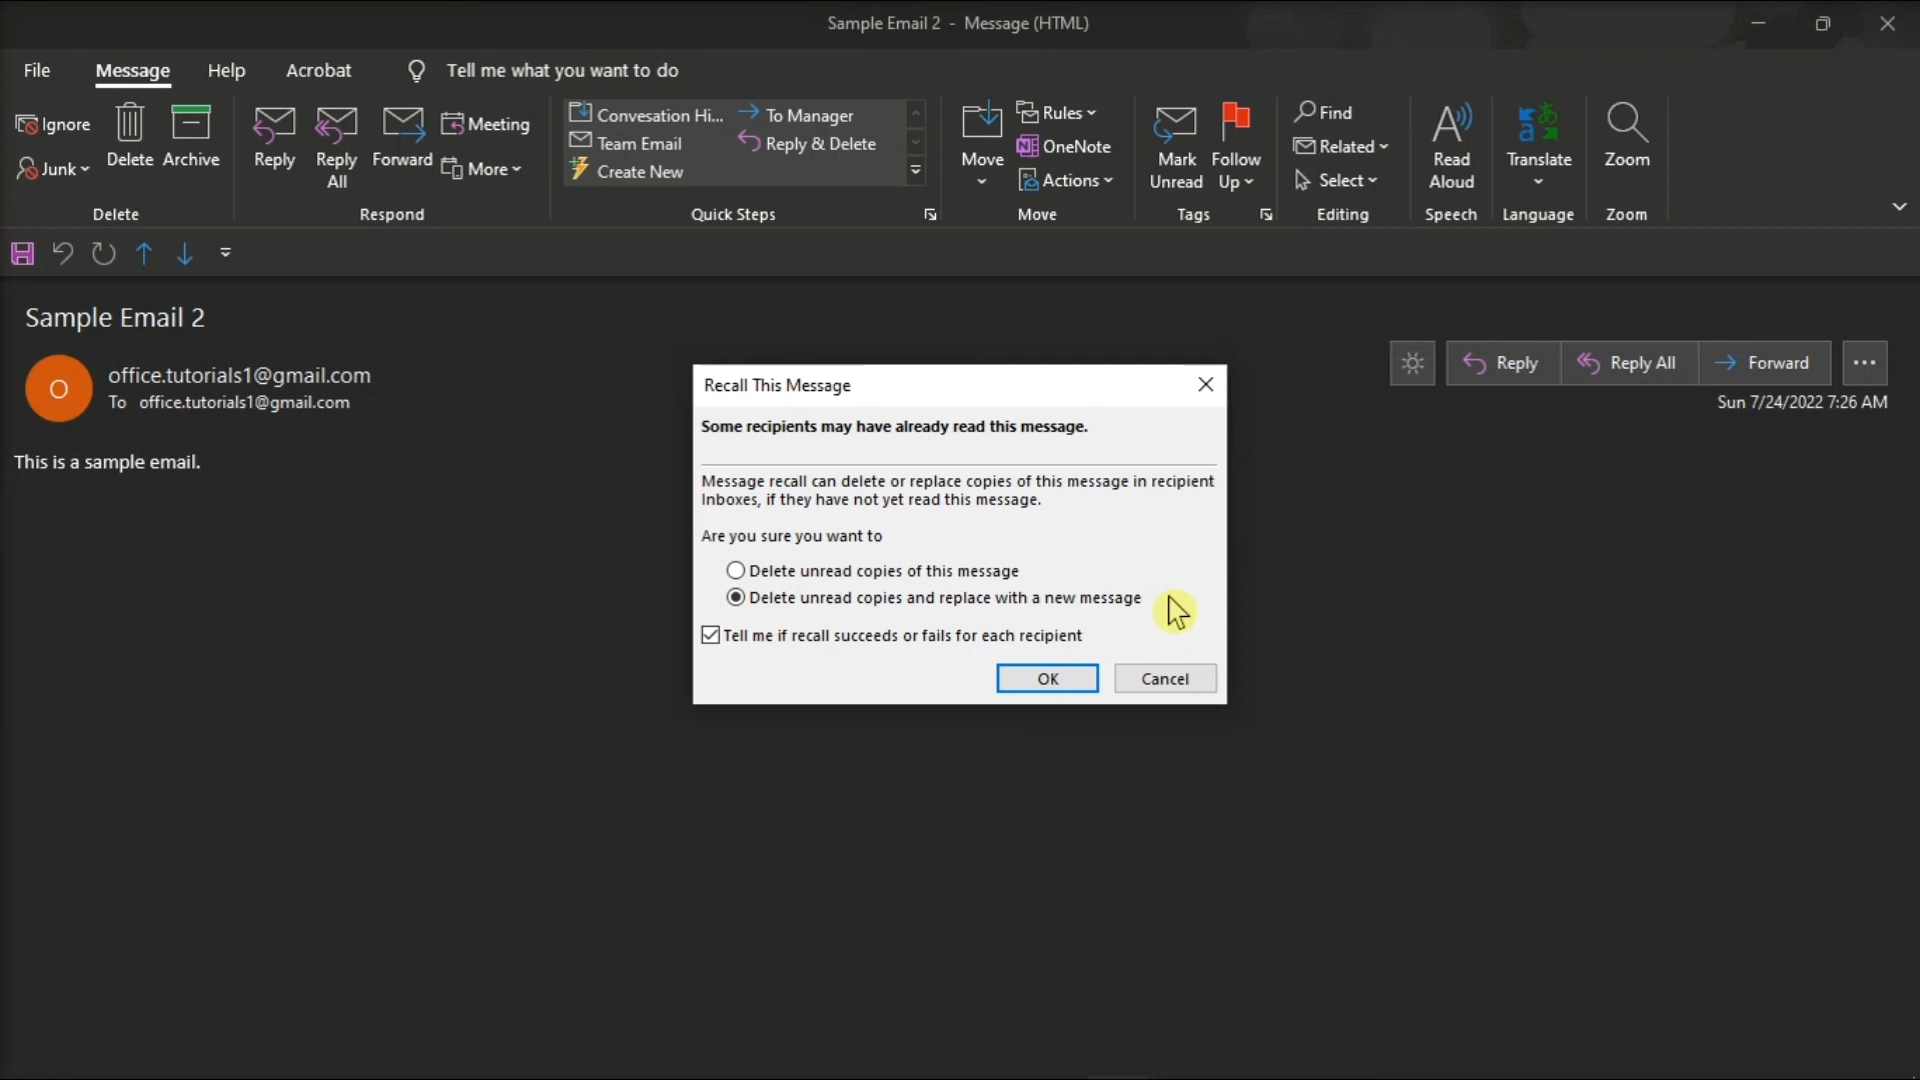 Sample Email 2 - Message (HTML)
File Message Help Acrobat Tell me what you want to do
Ignore
Junk
Delete
Archive
Delete
Reply
Reply All
Forward
Meeting
More
Respond
Convesation Hi...
Team Email
Create New
To Manager
Reply & Delete
Quick Steps
Move
Rules
OneNote
Actions
Move
Mark Unread
Follow Up
Tags
Find
Related
Select
Editing
Read Aloud
Speech
Translate
Language
Zoom
Zoom
Sample Email 2
O
office.tutorials1@gmail.com
To office.tutorials1@gmail.com
Reply Reply All Forward
Sun 7/24/2022 7:26 AM
This is a sample email.
Recall This Message
Some recipients may have already read this message.
Message recall can delete or replace copies of this message in recipient
Inboxes, if they have not yet read this message.
Are you sure you want to
Delete unread copies of this message
Delete unread copies and replace with a new message
Tell me if recall succeeds or fails for each recipient
OK Cancel